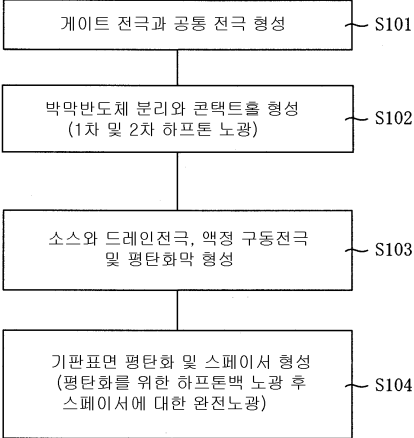 게이트 전극과 공통 전극 형성
S101
박막반도체 분리와 콘택트홀 형성
(1차 및 2차 하프톤 노광)
S102
소스와 드레인전극, 액정 구동전극
및 평탄화막 형성
S103
기판표면 평탄화 및 스페이서 형성
(평탄화를 위한 하프톤백 노광 후
스페이서에 대한 완전노광)
S104